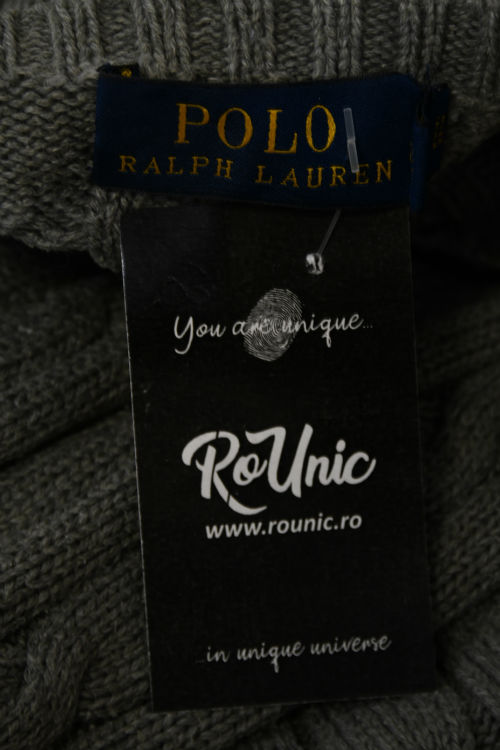 POLO
RALPH LAUREN
You are unique...
RoUnic
www.rounic.ro
...in unique universe